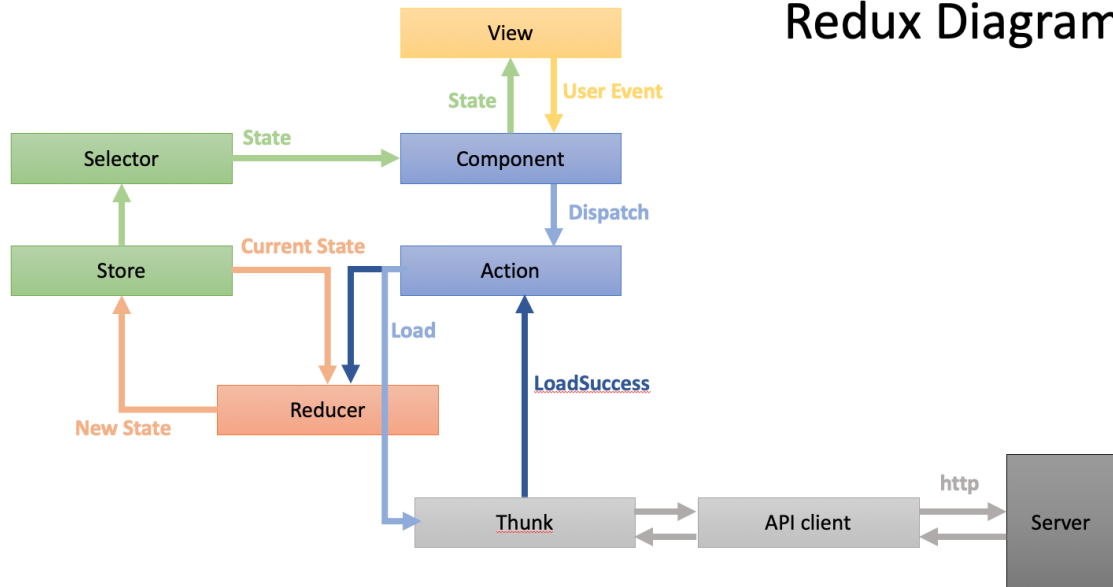 Redux Diagram
View
State
User Event
State
Selector
Component
Dispatch
Current State
Store
Action
Load
LoadSuccess
Reducer
New State
http
Thunk
API client
Server